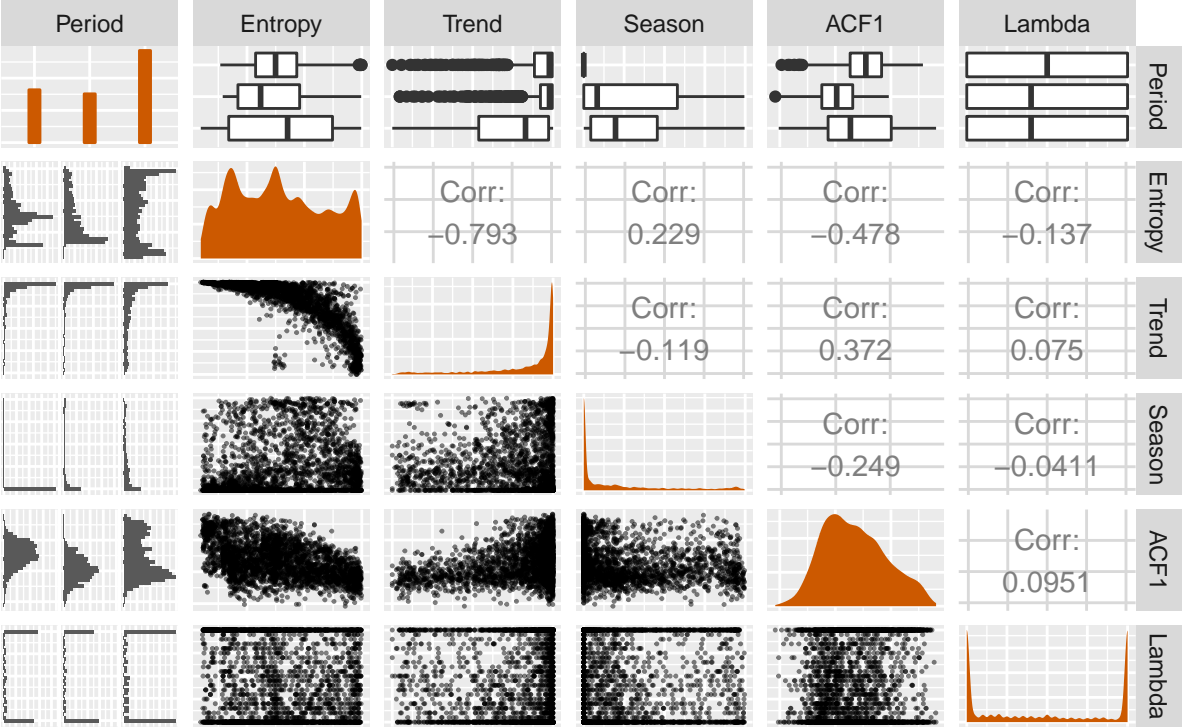 Period Entropy Trend Season ACF1 Lambda
Period
Entropy
Corr: Corr: Corr: Corr:
−0.793 0.229 −0.478 −0.137
Trend
Corr: Corr: Corr:
−0.119 0.372 0.075
Season
Corr: Corr:
−0.249 −0.0411
ACF1
Corr:
0.0951
Lambda